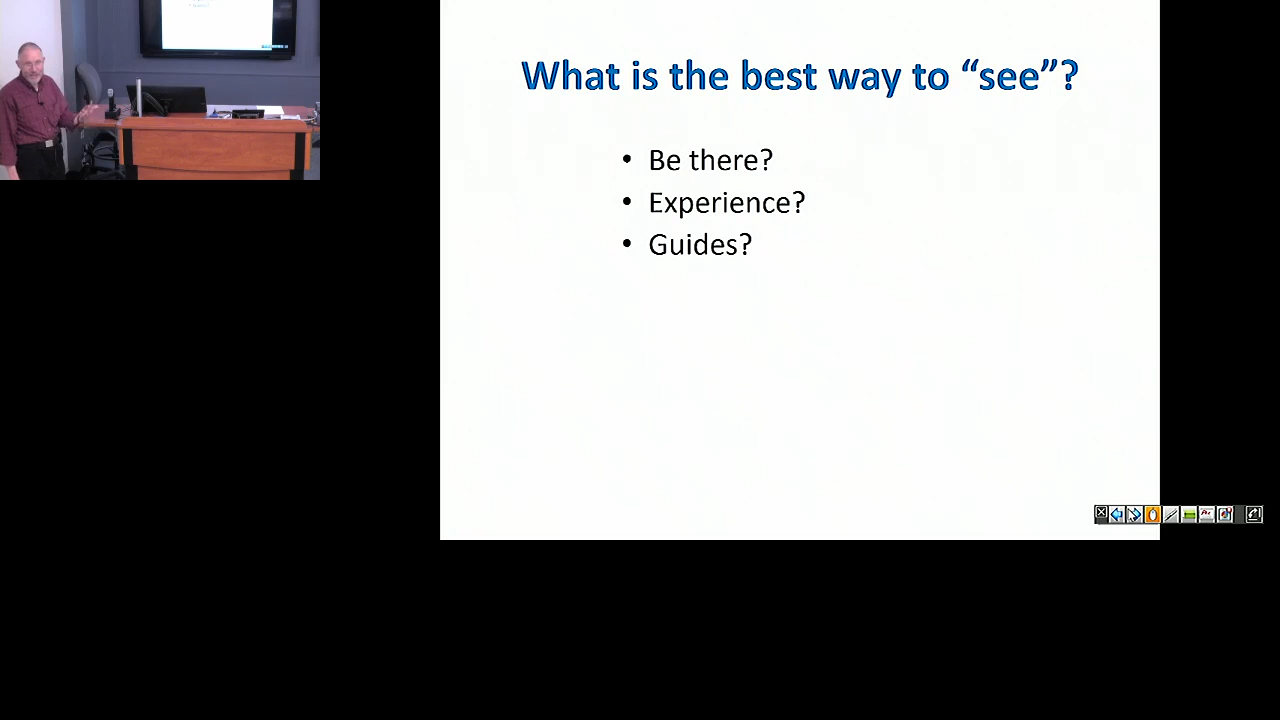 What is the best way to “see”?
• Be there?
• Experience?
• Guides?